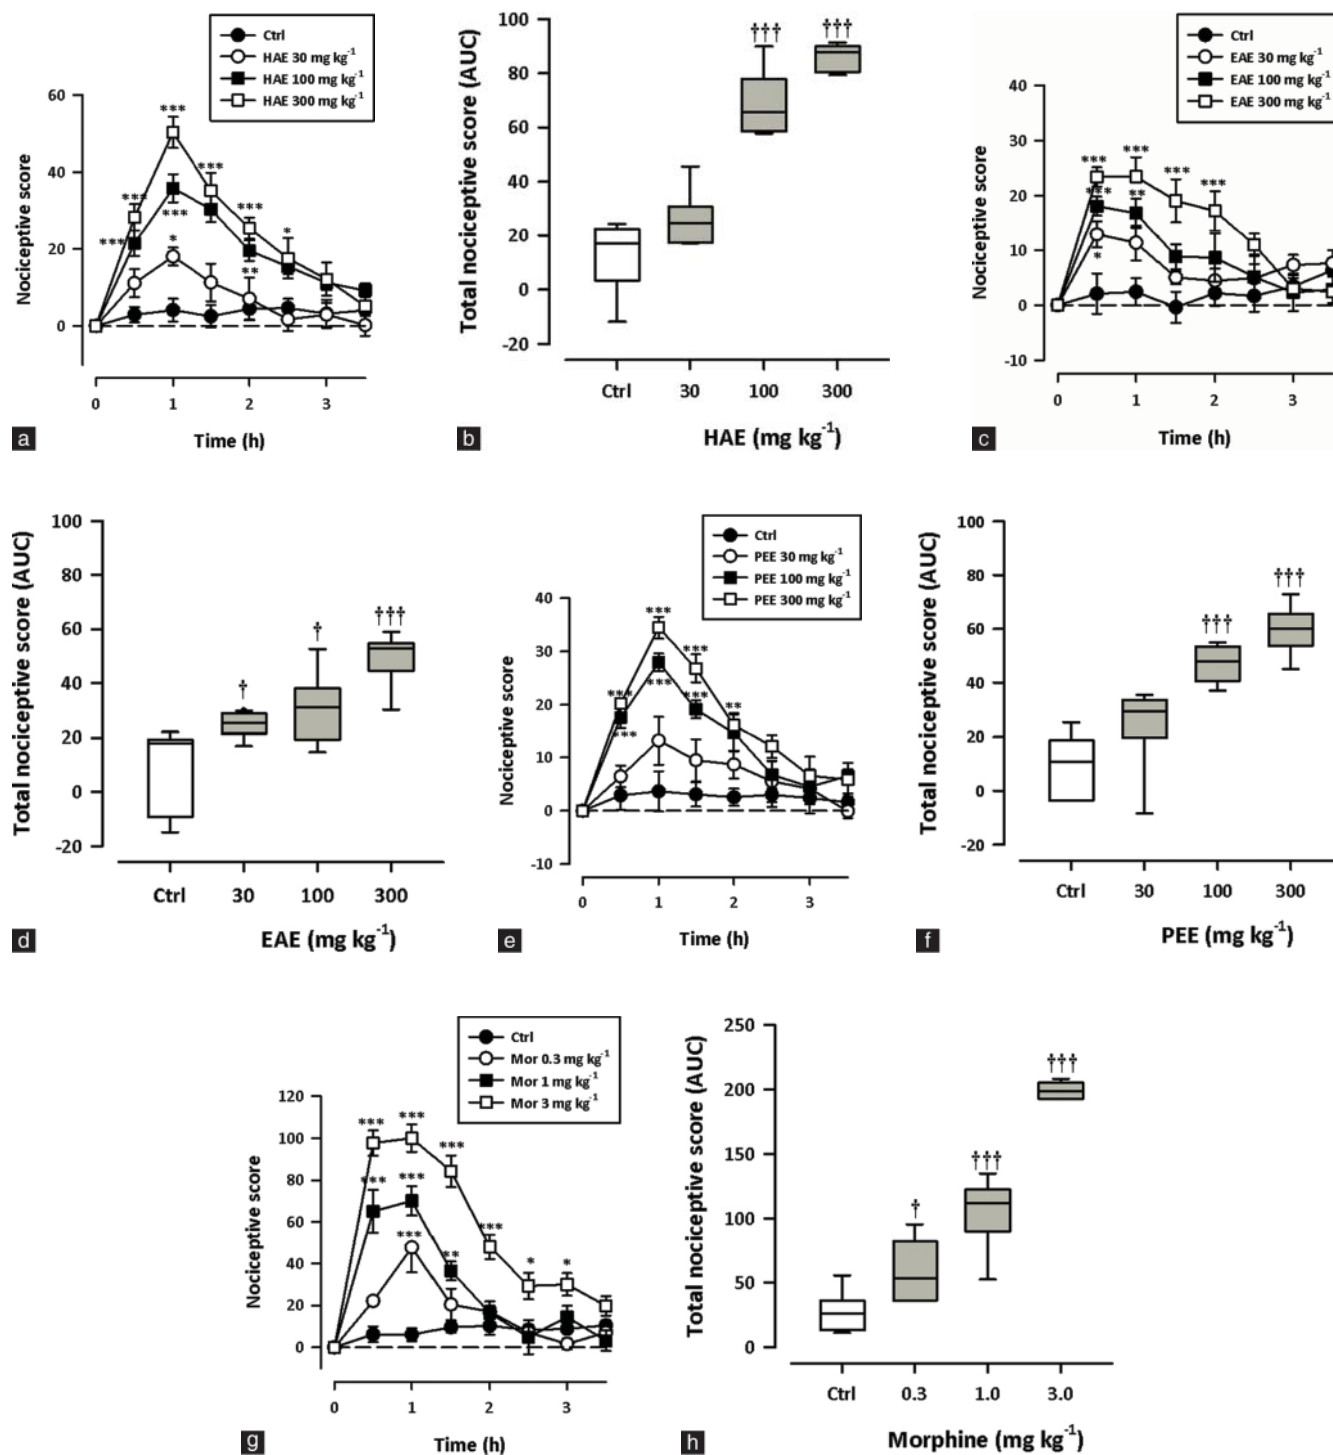 Ctrl
HAE 30 mg kg⁻¹
HAE 100 mg kg⁻¹
HAE 300 mg kg⁻¹
60
40
20
0
Nociceptive score
*** *** *** *** *** *** * ** *
0 1 2 3
Time (h)
a
100
80
60
40
20
0
-20
Total nociceptive score (AUC)
††† †††
Ctrl 30 100 300
HAE (mg kg⁻¹)
b
Ctrl
EAE 30 mg kg⁻¹
EAE 100 mg kg⁻¹
EAE 300 mg kg⁻¹
40
30
20
10
0
-10
Nociceptive score
*** *** *** *** *** ** *
0 1 2 3
Time (h)
c
100
80
60
40
20
0
-20
Total nociceptive score (AUC)
† † †††
Ctrl 30 100 300
EAE (mg kg⁻¹)
d
Ctrl
PEE 30 mg kg⁻¹
PEE 100 mg kg⁻¹
PEE 300 mg kg⁻¹
40
30
20
10
0
-10
Nociceptive score
*** *** *** ** *** *** ***
0 1 2 3
Time (h)
e
100
80
60
40
20
0
-20
Total nociceptive score (AUC)
††† †††
Ctrl 30 100 300
PEE (mg kg⁻¹)
f
Ctrl
Mor 0.3 mg kg⁻¹
Mor 1 mg kg⁻¹
Mor 3 mg kg⁻¹
120
100
80
60
40
20
0
Nociceptive score
*** *** *** *** * * *** *** ** ***
0 1 2 3
Time (h)
g
250
200
150
100
50
0
Total nociceptive score (AUC)
† ††† †††
Ctrl 0.3 1.0 3.0
Morphine (mg kg⁻¹)
h